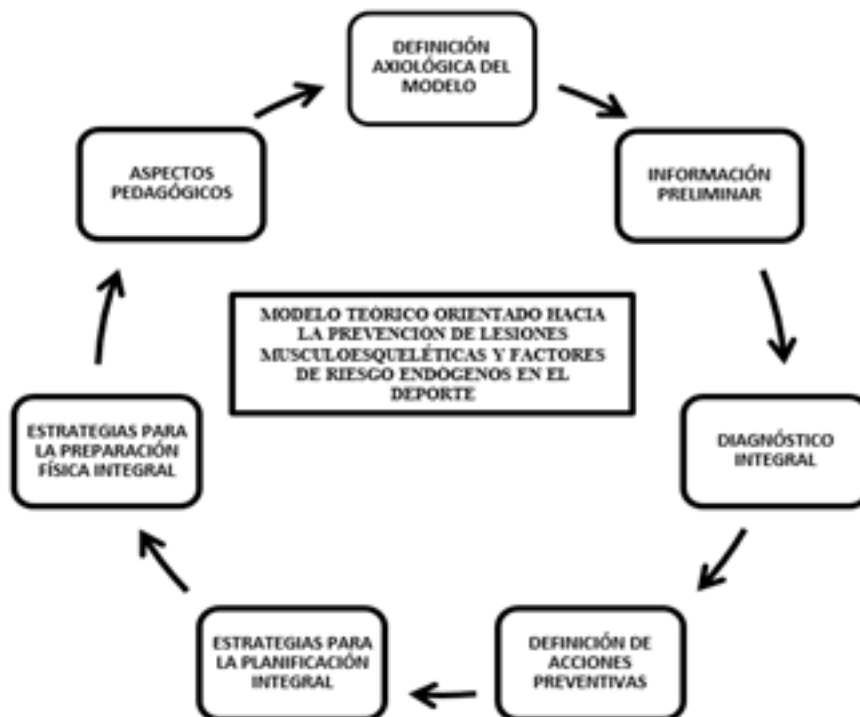 DEFINICIÓN
AXIOLÓGICA DEL
MODELO
INFORMACIÓN
PRELIMINAR
DIAGNÓSTICO
INTEGRAL
DEFINICIÓN DE
ACCIONES
PREVENTIVAS
ESTRATEGIAS PARA
LA PLANIFICACIÓN
INTEGRAL
ESTRATEGIAS PARA
LA PREPARACIÓN
FÍSICA INTEGRAL
ASPECTOS
PEDAGÓGICOS
MODELO TEÓRICO ORIENTADO HACIA
LA PREVENCION DE LESIONES
MUSCULOESQUELÉTICAS Y FACTORES
DE RIESGO ENDÓGENOS EN EL
DEPORTE